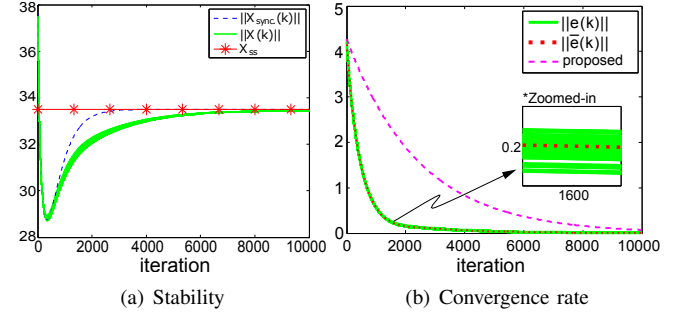 38
36
34
32
30
28
0
2000
4000
6000
8000
10000
iteration
||X_sync.(k)||
||X(k)||
X_ss
(a) Stability
5
4
3
2
1
0
0
2000
4000
6000
8000
10000
iteration
||e(k)||
||e̅(k)||
proposed
*Zoomed-in
0.2
1600
(b) Convergence rate